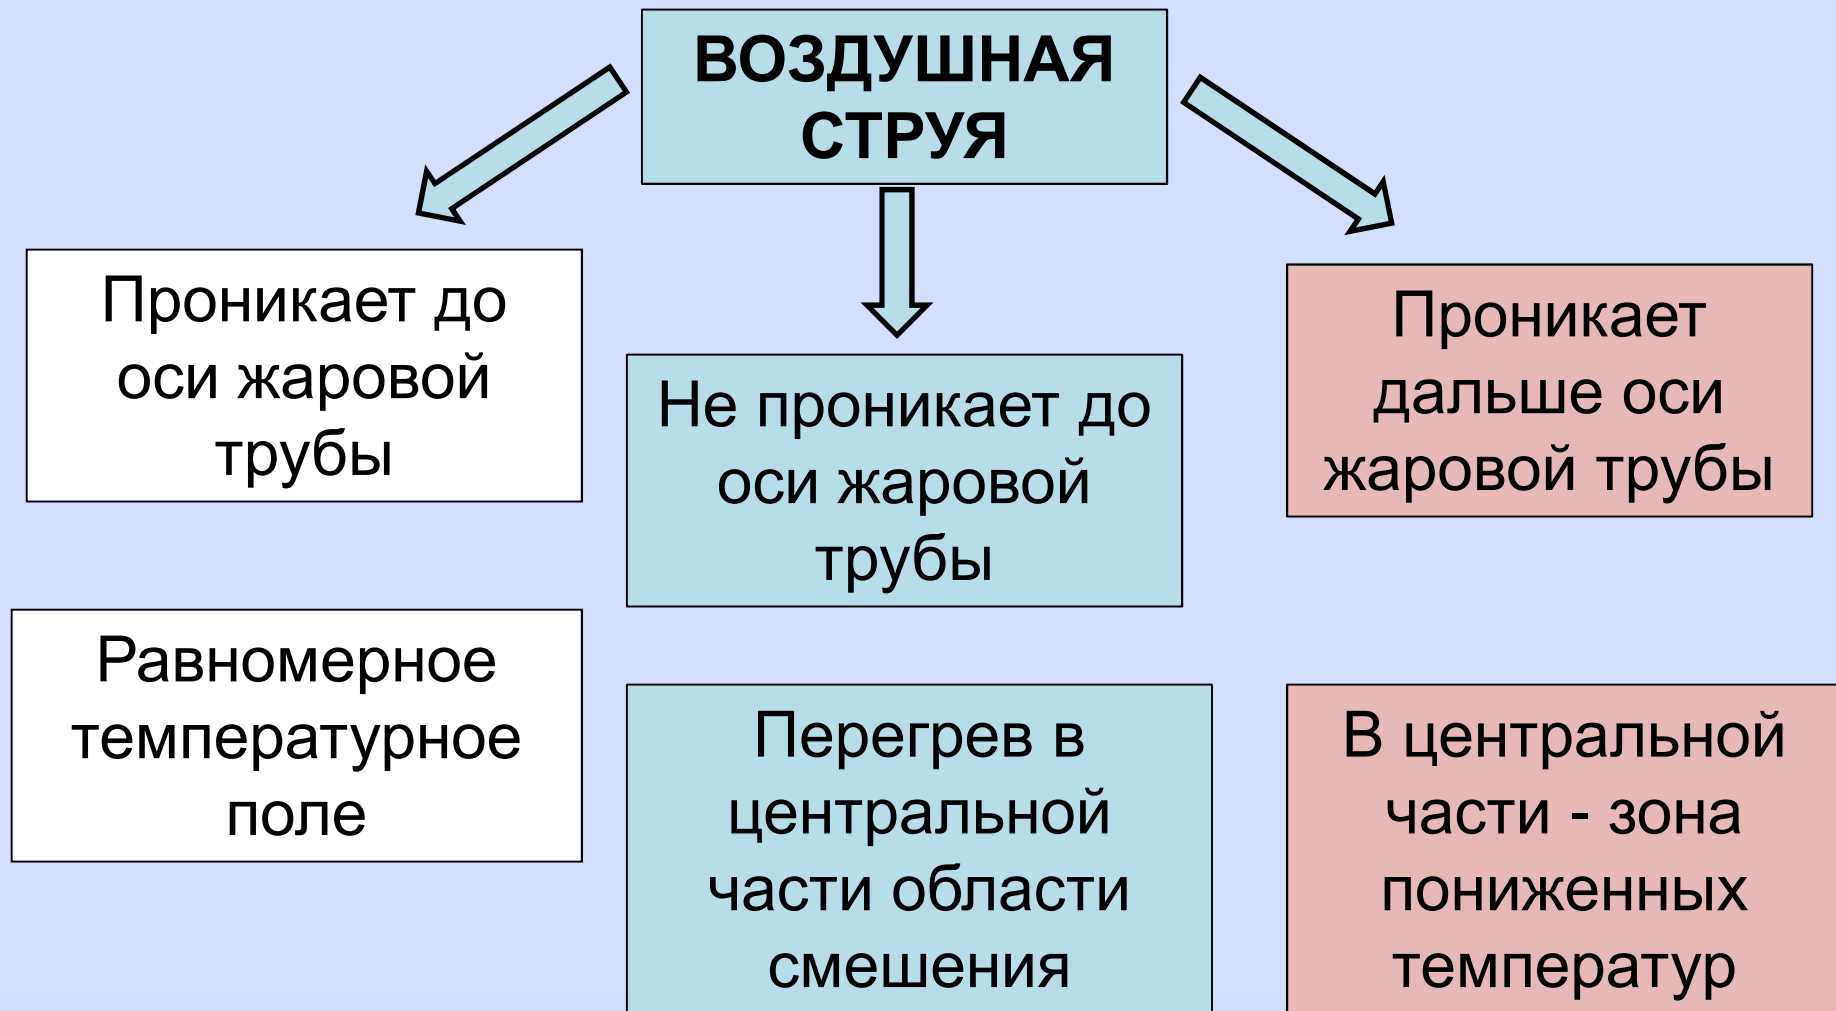 ВОЗДУШНАЯ
СТРУЯ
Проникает до
оси жаровой
трубы
Не проникает до
оси жаровой
трубы
Проникает
дальше оси
жаровой трубы
Равномерное
температурное
поле
Перегрев в
центральной
части области
смешения
В центральной
части - зона
пониженных
температур